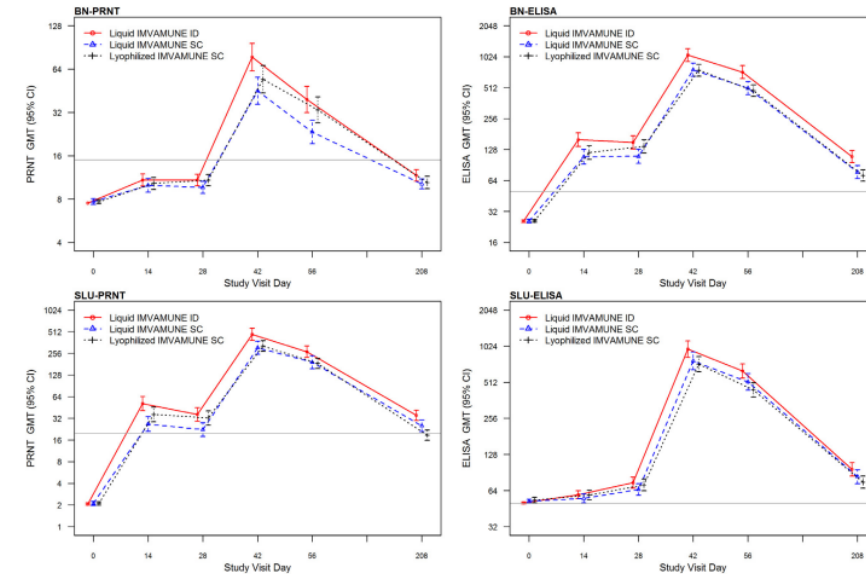 BN-PRNT
Liquid IMVAMUNE ID
Liquid IMVAMUNE SC
Lyophilized IMVAMUNE SC
PRNT GMT (95% CI)
128
64
32
16
8
4
0 14 28 42 56 208
Study Visit Day
BN-ELISA
Liquid IMVAMUNE ID
Liquid IMVAMUNE SC
Lyophilized IMVAMUNE SC
ELISA GMT (95% CI)
2048
1024
512
256
128
64
32
16
0 14 28 42 56 208
Study Visit Day
SLU-PRNT
Liquid IMVAMUNE ID
Liquid IMVAMUNE SC
Lyophilized IMVAMUNE SC
PRNT GMT (95% CI)
1024
512
256
128
64
32
16
8
4
2
1
0 14 28 42 56 208
Study Visit Day
SLU-ELISA
Liquid IMVAMUNE ID
Liquid IMVAMUNE SC
Lyophilized IMVAMUNE SC
ELISA GMT (95% CI)
2048
1024
512
256
128
64
32
0 14 28 42 56 208
Study Visit Day